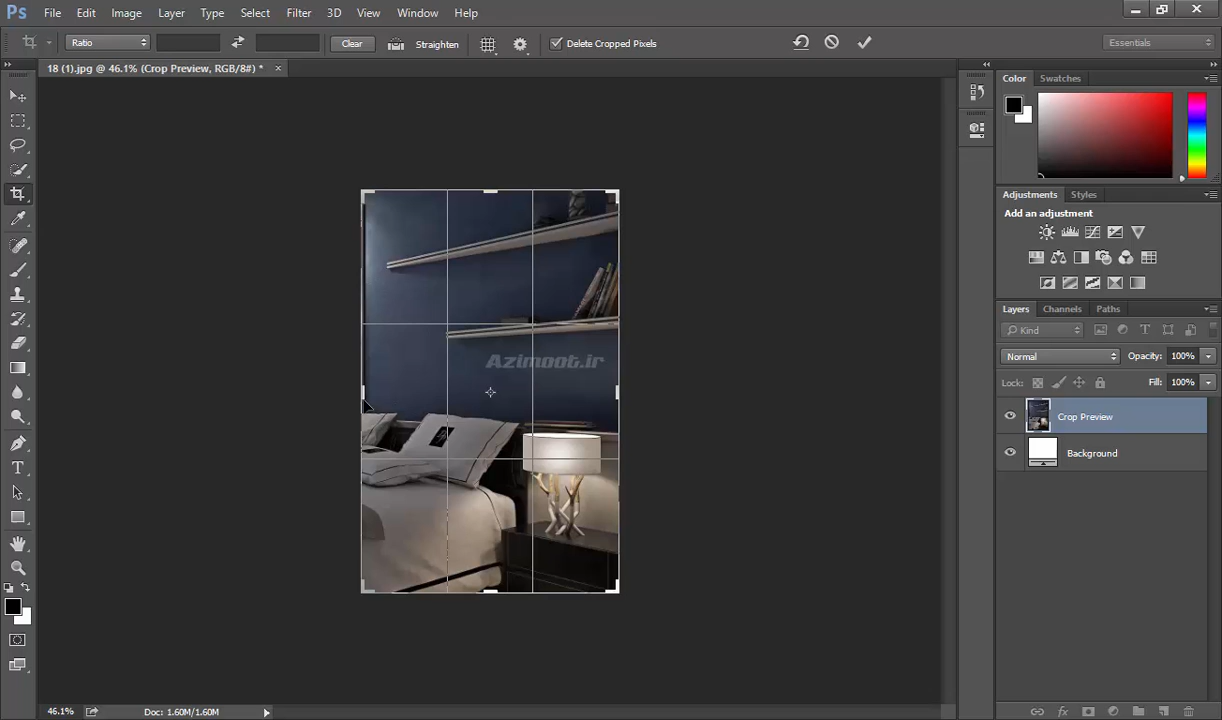 Ps File Edit Image Layer Type Select Filter 3D View Window Help
Ratio Clear Straighten Delete Cropped Pixels Essentials
18 (1).jpg @ 46.1% (Crop Preview, RGB/8#) *
Color Swatches
Adjustments Styles
Add an adjustment
Layers Channels Paths
Kind
Normal Opacity: 100%
Lock: Fill: 100%
Crop Preview
Background
Azimoot.ir
46.1% Doc: 1.60M/1.60M